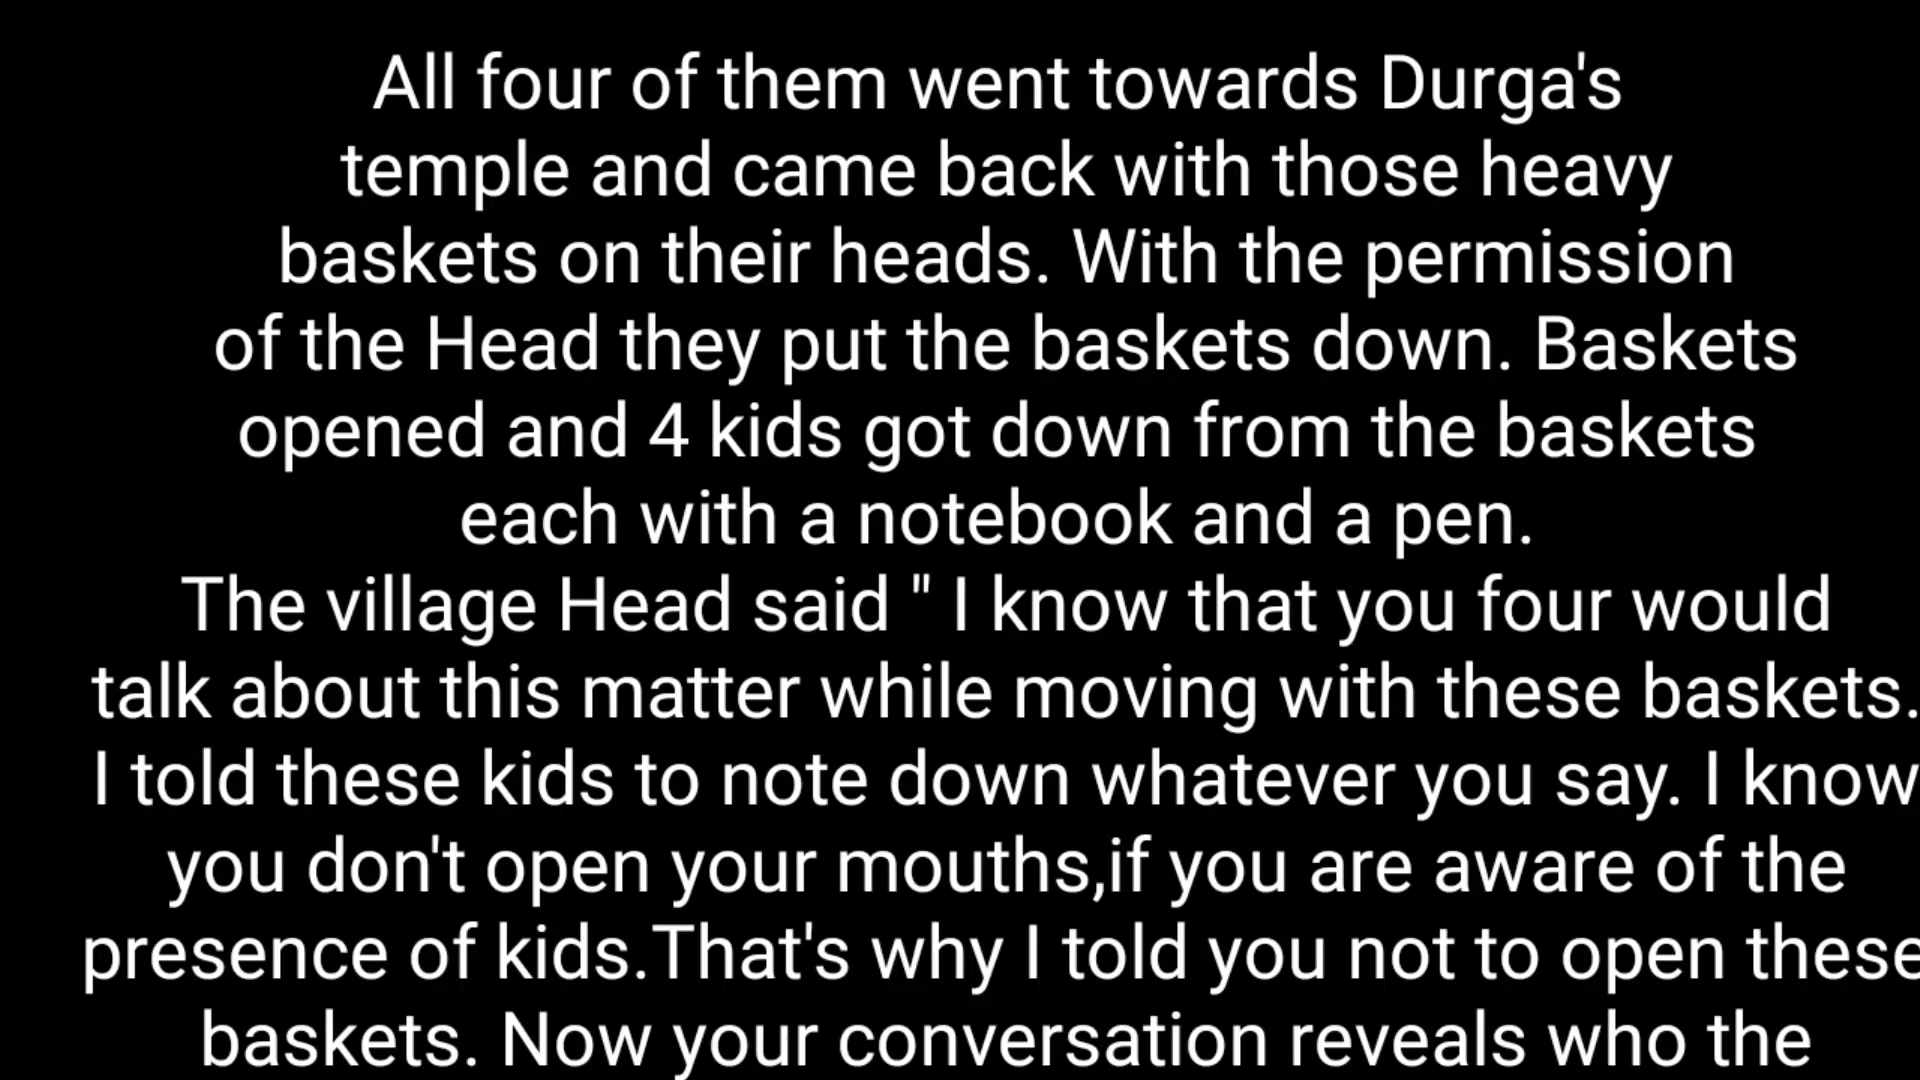 All four of them went towards Durga's
temple and came back with those heavy
baskets on their heads. With the permission
of the Head they put the baskets down. Baskets
opened and 4 kids got down from the baskets
each with a notebook and a pen.
The village Head said " I know that you four would
talk about this matter while moving with these baskets.
I told these kids to note down whatever you say. I know
you don't open your mouths,if you are aware of the
presence of kids.That's why I told you not to open these
baskets. Now your conversation reveals who the